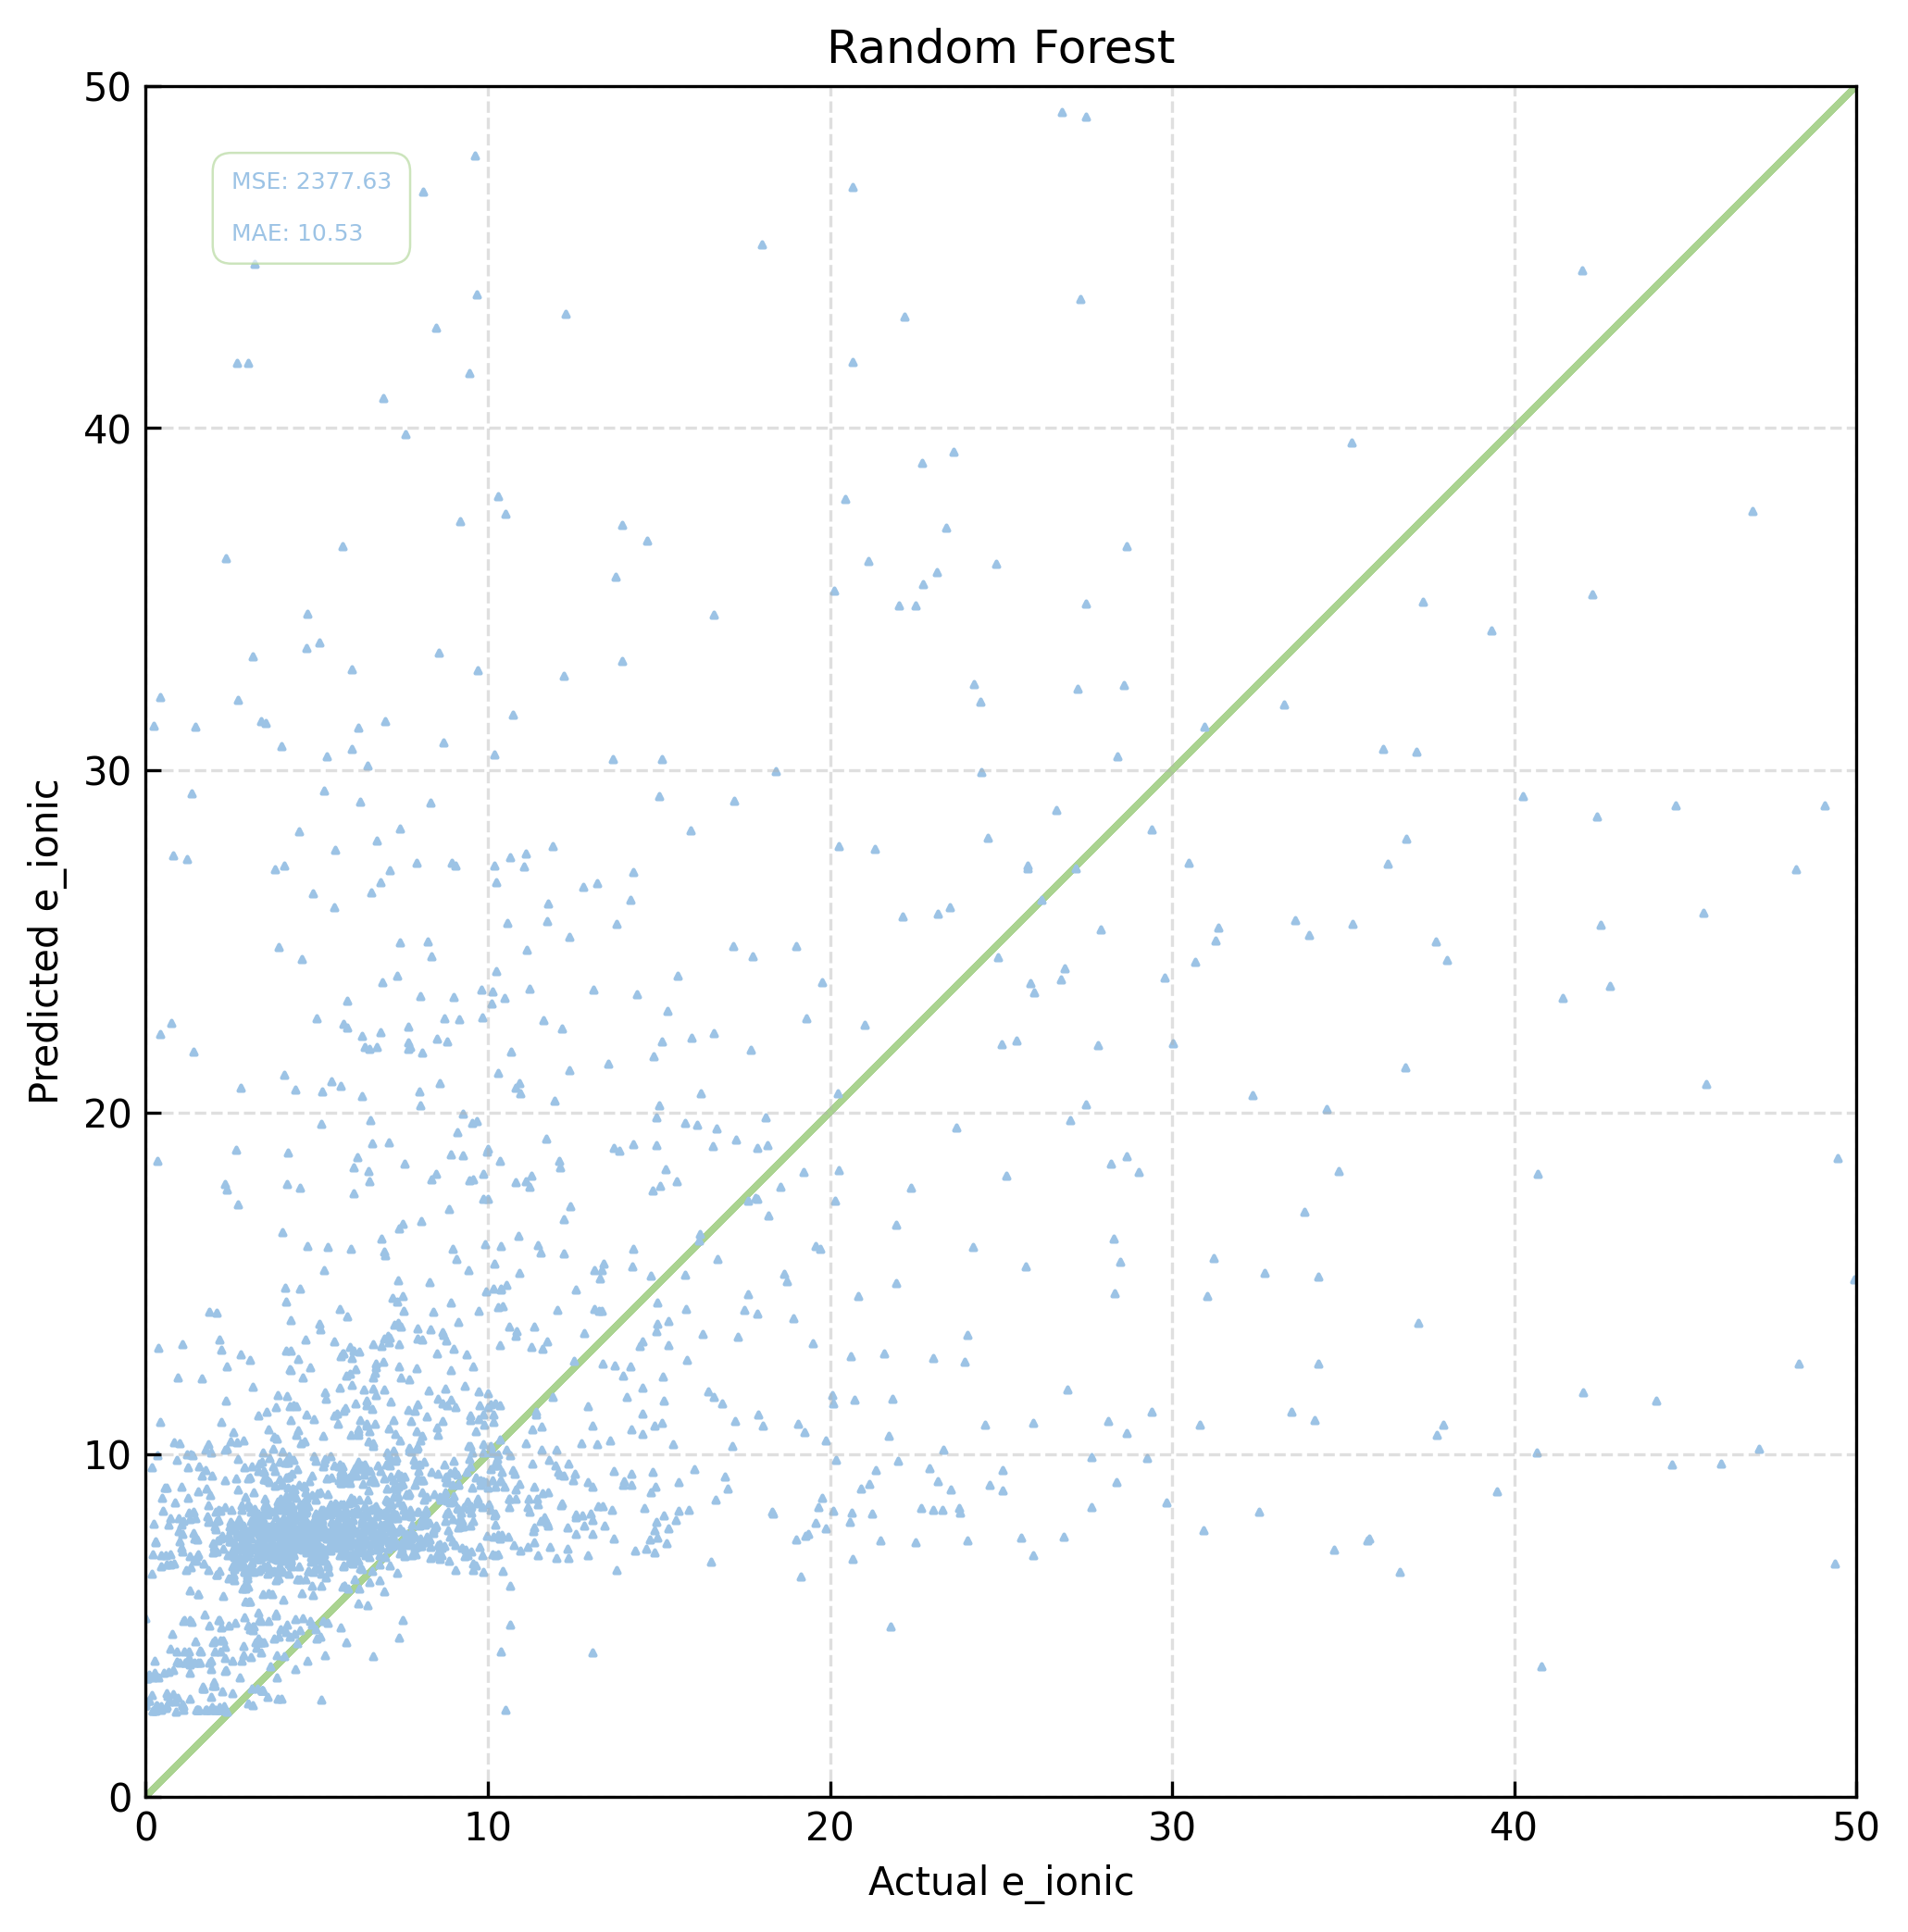 Random Forest
50
MSE: 2377.63
MAE: 10.53
40
30
Predicted e_ionic
20
10
0
0 10 20 30 40 50
Actual e_ionic